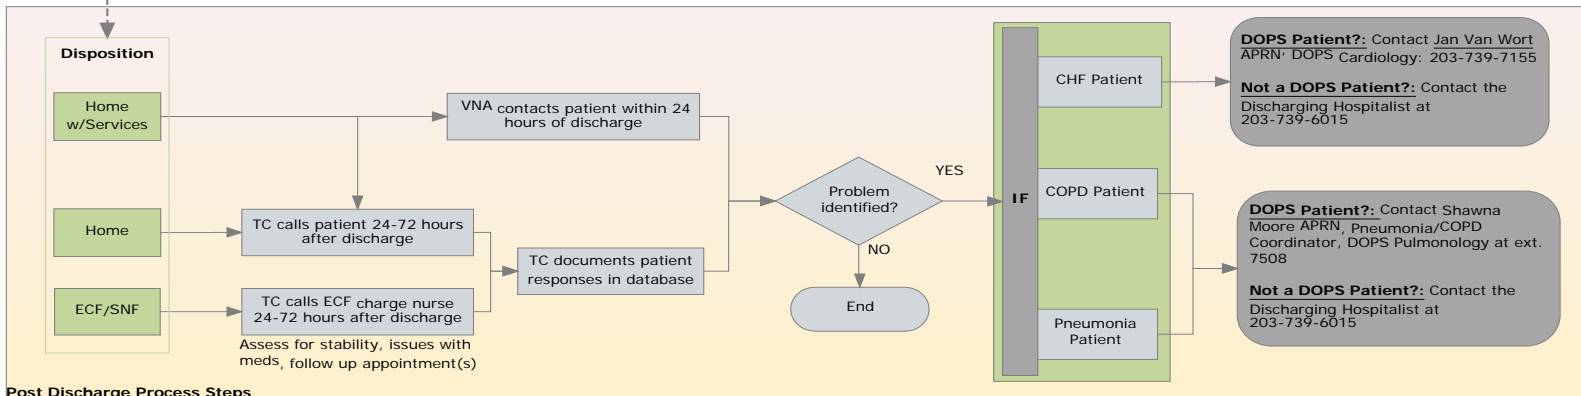 Disposition
Home
w/Services
VNA contacts patient within 24
hours of discharge
Home
TC calls patient 24-72 hours
after discharge
ECF/SNF
TC calls ECF charge nurse
24-72 hours after discharge
Assess for stability, issues with
meds, follow up appointment(s)
TC documents patient
responses in database
Problem
identified?
YES
NO
End
IF
CHF Patient
COPD Patient
Pneumonia
Patient
DOPS Patient?: Contact Jan Van Wort
APRN, DOPS Cardiology: 203-739-7155
Not a DOPS Patient?: Contact the
Discharging Hospitalist at
203-739-6015
DOPS Patient?: Contact Shawna
Moore APRN, Pneumonia/COPD
Coordinator, DOPS Pulmonology at ext.
7508
Not a DOPS Patient?: Contact the
Discharging Hospitalist at
203-739-6015
Post Discharge Process Steps